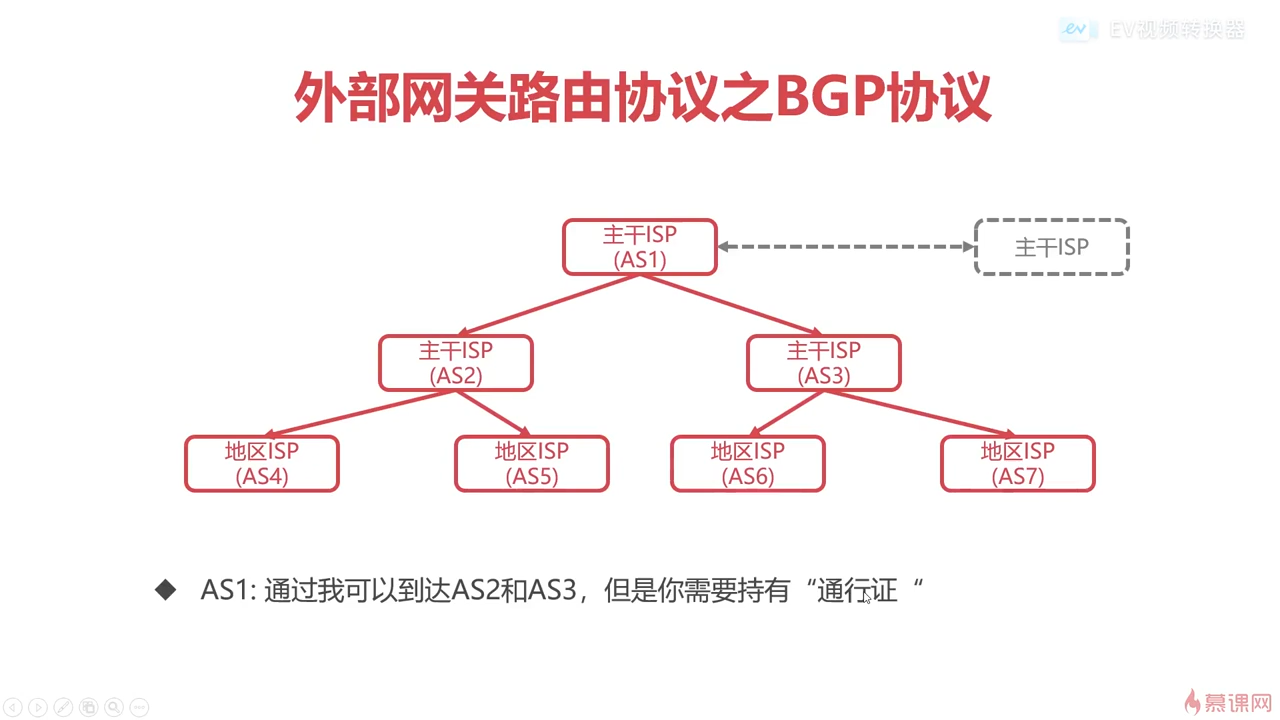 EV视频转换器
外部网关路由协议之BGP协议
主干ISP
(AS1)
主干ISP
主干ISP
(AS2)
主干ISP
(AS3)
地区ISP
(AS4)
地区ISP
(AS5)
地区ISP
(AS6)
地区ISP
(AS7)
◆ AS1: 通过我可以到达AS2和AS3，但是你需要持有“通行证“
慕课网